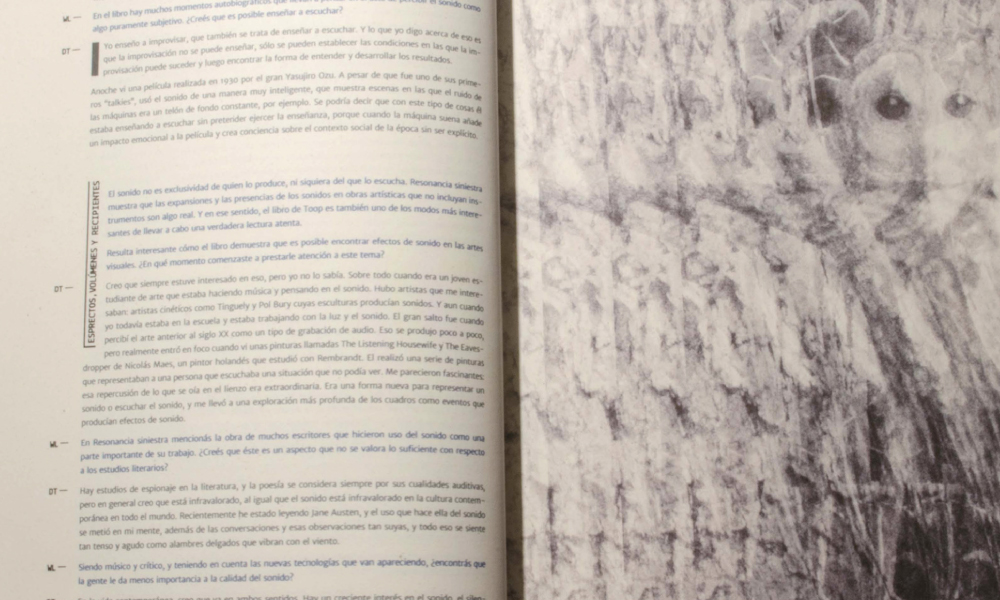 WL — En el libro hay muchos momentos autobiográficos que el sonido como
algo puramente subjetivo. ¿Creés que es posible enseñar a escuchar?
DT — Yo enseño a improvisar, que también se trata de enseñar a escuchar. Y lo que yo digo acerca de eso es
que la improvisación no se puede enseñar, sólo se pueden establecer las condiciones en las que la im-
provisación puede suceder y luego encontrar la forma de entender y desarrollar los resultados.
Anoche vi una película realizada en 1930 por el gran Yasujiro Ozu. A pesar de que fue uno de sus prime-
ros "talkies", usó el sonido de una manera muy inteligente, que muestra escenas en las que el ruido de
las máquinas era un telón de fondo constante, por ejemplo. Se podría decir que con este tipo de cosas él
estaba enseñando a escuchar sin pretender ejercer la enseñanza, porque cuando la máquina suena añade
un impacto emocional a la película y crea conciencia sobre el contexto social de la época sin ser explícito.
ESPRECTOS, VOLÚMENES Y RECIPIENTES
El sonido no es exclusividad de quien lo produce, ni siquiera del que lo escucha. Resonancia siniestra
muestra que las expansiones y las presencias de los sonidos en obras artísticas que no incluyan ins-
trumentos son algo real. Y en ese sentido, el libro de Toop es también uno de los modos más intere-
santes de llevar a cabo una verdadera lectura atenta.
Resulta interesante cómo el libro demuestra que es posible encontrar efectos de sonido en las artes
visuales. ¿En qué momento comenzaste a prestarle atención a este tema?
DT — Creo que siempre estuve interesado en eso, pero yo no lo sabía. Sobre todo cuando era un joven es-
tudiante de arte que estaba haciendo música y pensando en el sonido. Hubo artistas que me intere-
saban: artistas cinéticos como Tinguely y Pol Bury cuyas esculturas producían sonidos. Y aun cuando
yo todavía estaba en la escuela y estaba trabajando con la luz y el sonido. El gran salto fue cuando
percibí el arte anterior al siglo XX como un tipo de grabación de audio. Eso se produjo poco a poco,
pero realmente entró en foco cuando vi unas pinturas llamadas The Listening Housewife y The Eaves-
dropper de Nicolás Maes, un pintor holandés que estudió con Rembrandt. El realizó una serie de pinturas
que representaban a una persona que escuchaba una situación que no podía ver. Me parecieron fascinantes:
esa repercusión de lo que se oía en el lienzo era extraordinaria. Era una forma nueva para representar un
sonido o escuchar el sonido, y me llevó a una exploración más profunda de los cuadros como eventos que
producían efectos de sonido.
WL — En Resonancia siniestra mencionás la obra de muchos escritores que hicieron uso del sonido como una
parte importante de su trabajo. ¿Creés que éste es un aspecto que no se valora lo suficiente con respecto
a los estudios literarios?
DT — Hay estudios de espionaje en la literatura, y la poesía se considera siempre por sus cualidades auditivas,
pero en general creo que está infravalorado, al igual que el sonido está infravalorado en la cultura contem-
poránea en todo el mundo. Recientemente he estado leyendo Jane Austen, y el uso que hace ella del sonido
se metió en mi mente, además de las conversaciones y esas observaciones tan suyas, y todo eso se siente
tan tenso y agudo como alambres delgados que vibran con el viento.
WL — Siendo músico y crítico, y teniendo en cuenta las nuevas tecnologías que van apareciendo, ¿encontrás que
la gente le da menos importancia a la calidad del sonido?